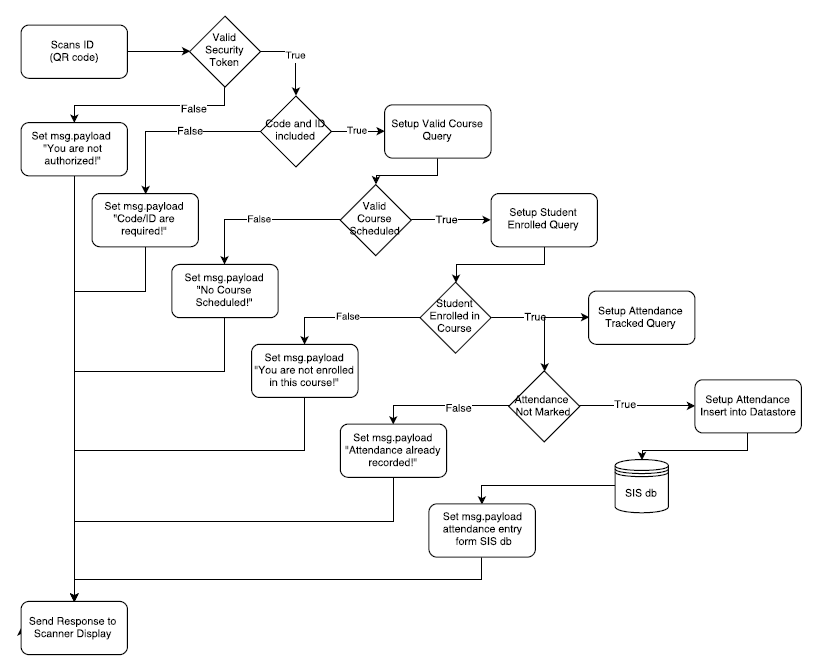 Scans ID
(QR code)
Valid
Security
Token
True
False
Set msg.payload
"You are not
authorized!"
Code and ID
included
False
True
Setup Valid Course
Query
Set msg.payload
"Code/ID are
required!"
Valid
Course
Scheduled
False
True
Setup Student
Enrolled Query
Set msg.payload
"No Course
Scheduled!"
Student
Enrolled in
Course
False
True
Setup Attendance
Tracked Query
Set msg.payload
"You are not enrolled
in this course!"
Attendance
Not Marked
False
True
Setup Attendance
Insert into Datastore
Set msg.payload
"Attendance already
recorded!"
SIS db
Set msg.payload
attendance entry
form SIS db
Send Response to
Scanner Display